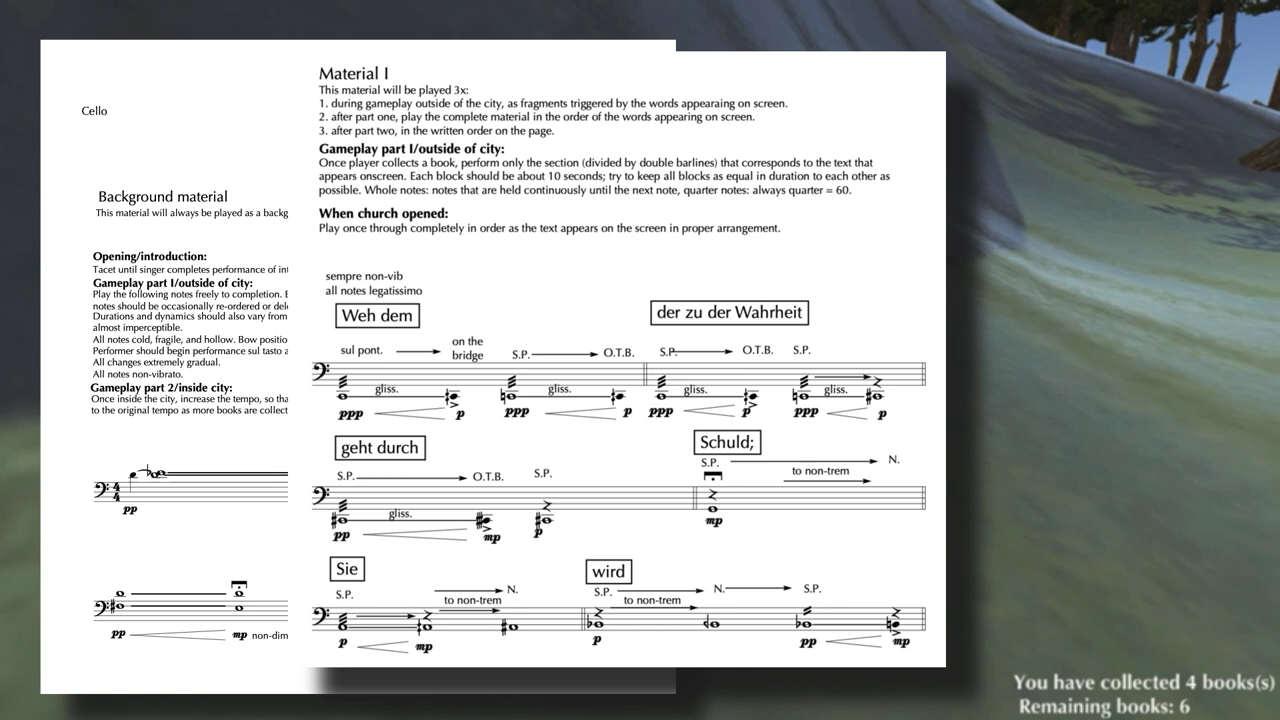 Cello
Background material
This material will always be played as a backg
Opening/introduction:
Tacet until singer completes performance of int
Gameplay part I/outside of city:
Play the following notes freely to completion. E
notes should be occasionally re-ordered or dele
Durations and dynamics should also vary from
almost imperceptible.
All notes cold, fragile, and hollow. Bow positio
Performer should begin performance sul tasto a
All changes extremely gradual.
All notes non-vibrato.
Gameplay part 2/inside city:
Once inside the city, increase the tempo, so tha
to the original tempo as more books are collect
4
4
pp
pp mp non-dim
Material I
This material will be played 3x:
1. during gameplay outside of the city, as fragments triggered by the words appearaing on screen.
2. after part one, play the complete material in the order of the words appearing on screen.
3. after part two, in the written order on the page.
Gameplay part I/outside of city:
Once player collects a book, perform only the section (divided by double barlines) that corresponds to the text that
appears onscreen. Each block should be about 10 seconds; try to keep all blocks as equal in duration to each other as
possible. Whole notes: notes that are held continuously until the next note, quarter notes: always quarter = 60.
When church opened:
Play once through completely in order as the text appears on the screen in proper arrangement.
sempre non-vib
all notes legatissimo
Weh dem der zu der Wahrheit
sul pont. on the
bridge S.P. O.T.B. S.P. O.T.B. S.P.
gliss. gliss. gliss. gliss.
ppp p ppp p ppp p ppp p
geht durch Schuld;
S.P. O.T.B. S.P. S.P. N.
to non-trem
gliss.
pp mp p mp
Sie wird
S.P. N. S.P. N. S.P.
to non-trem to non-trem
p mp p pp mp
You have collected 4 books(s)
Remaining books: 6